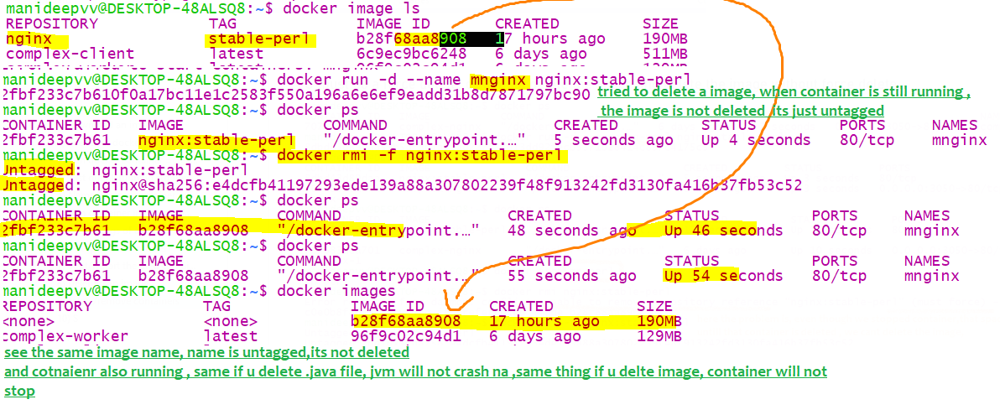 manideepvv@DESKTOP-48ALSQ8:~$ docker image ls
REPOSITORY TAG IMAGE ID CREATED SIZE
nginx stable-perl b28f68aa8908 17 hours ago 190MB
complex-client latest 6c9ec9bc6248 6 days ago 511MB
manideepvv@DESKTOP-48ALSQ8:~$ docker run -d --name mnginx nginx:stable-perl
2fbf233c7b610f0a17bc11e1c2583f550a196a6e6ef9eadd31b8d7871797bc90 tried to delete a image, when container is still running ,
manideepvv@DESKTOP-48ALSQ8:~$ docker ps the image is not deleted its just untagged
CONTAINER ID IMAGE COMMAND CREATED STATUS PORTS NAMES
2fbf233c7b61 nginx:stable-perl "/docker-entrypoint.…" 5 seconds ago Up 4 seconds 80/tcp mnginx
manideepvv@DESKTOP-48ALSQ8:~$ docker rmi -f nginx:stable-perl
Untagged: nginx:stable-perl
Untagged: nginx@sha256:e4dcfb41197293ede139a88a307802239f48f913242fd3130fa416b37fb53c52
manideepvv@DESKTOP-48ALSQ8:~$ docker ps
CONTAINER ID IMAGE COMMAND CREATED STATUS PORTS NAMES
2fbf233c7b61 b28f68aa8908 "/docker-entrypoint.…" 48 seconds ago Up 46 seconds 80/tcp mnginx
manideepvv@DESKTOP-48ALSQ8:~$ docker ps
CONTAINER ID IMAGE COMMAND CREATED STATUS PORTS NAMES
2fbf233c7b61 b28f68aa8908 "/docker-entrypoint.…" 55 seconds ago Up 54 seconds 80/tcp mnginx
manideepvv@DESKTOP-48ALSQ8:~$ docker images
REPOSITORY TAG IMAGE ID CREATED SIZE
<none> <none> b28f68aa8908 17 hours ago 190MB
complex-worker latest 96f9c02c94d1 6 days ago 129MB
see the same image name, name is untagged,its not deleted
and cotnaienr also running , same if u delete .java file, jvm will not crash na ,same thing if u delte image, container will not
stop